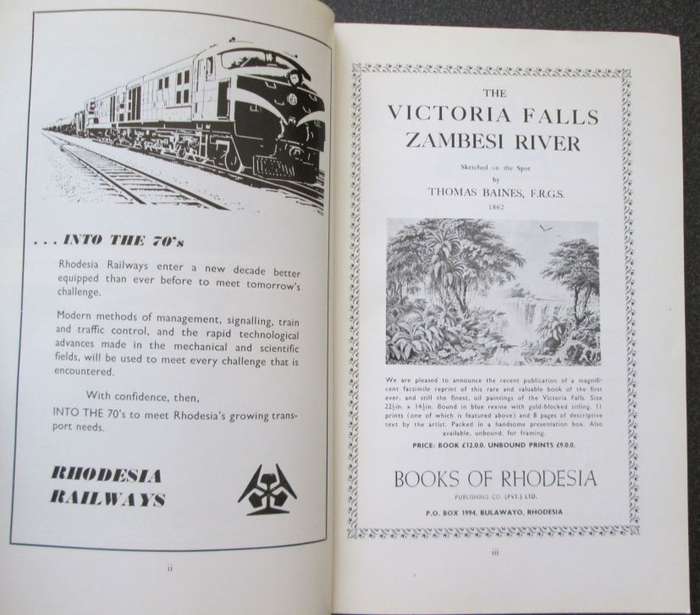 . . . INTO THE 70's
Rhodesia Railways enter a new decade better
equipped than ever before to meet tomorrow's
challenge.
Modern methods of management, signalling, train
and traffic control, and the rapid technological
advances made in the mechanical and scientific
fields, will be used to meet every challenge that is
encountered.
With confidence, then,
INTO THE 70's to meet Rhodesia's growing trans-
port needs.
RHODESIA
RAILWAYS
ii
THE
VICTORIA FALLS
ZAMBESI RIVER
Sketched on the Spot
by
THOMAS BAINES, F.R.G.S.
1862
We are pleased to announce the recent publication of a magnifi-
cent facsimile reprint of this rare and valuable book of the first
ever, and still the finest, oil paintings of the Victoria Falls. Size
22½in. x 14¾in. Bound in blue rexine with gold-blocked titling. 11
prints (one of which is featured above) and 8 pages of descriptive
text by the artist. Packed in a handsome presentation box. Also
available, unbound, for framing.
PRICE: BOOK £12.0.0. UNBOUND PRINTS £9.0.0.
BOOKS OF RHODESIA
PUBLISHING CO. (PVT.) LTD.
P.O. BOX 1994, BULAWAYO, RHODESIA
iii